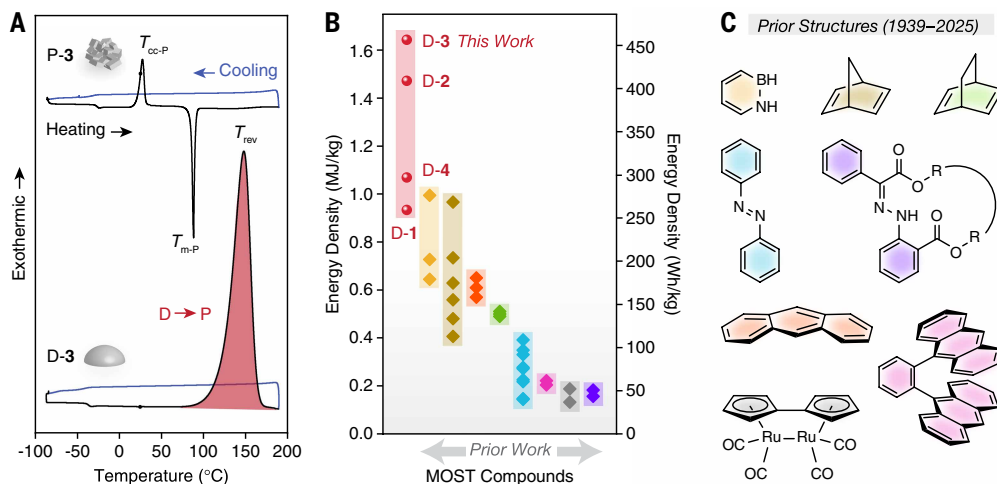 A
P-3
Tcc-P
Cooling
Heating
Trev
Tm-P
D → P
D-3
Exothermic
-100 -50 0 50 100 150 200
Temperature (°C)
B
1.6
1.4
1.2
1.0
0.8
0.6
0.4
0.2
0.0
Energy Density (MJ/kg)
D-3 This Work
D-2
D-4
D-1
450
400
350
300
250
200
150
100
50
0
Energy Density (Wh/kg)
Prior Work
MOST Compounds
C
Prior Structures (1939–2025)
BH
NH
N
N
O
O
R
N
NH
O
O
R
Ru Ru
CO
CO
OC
CO